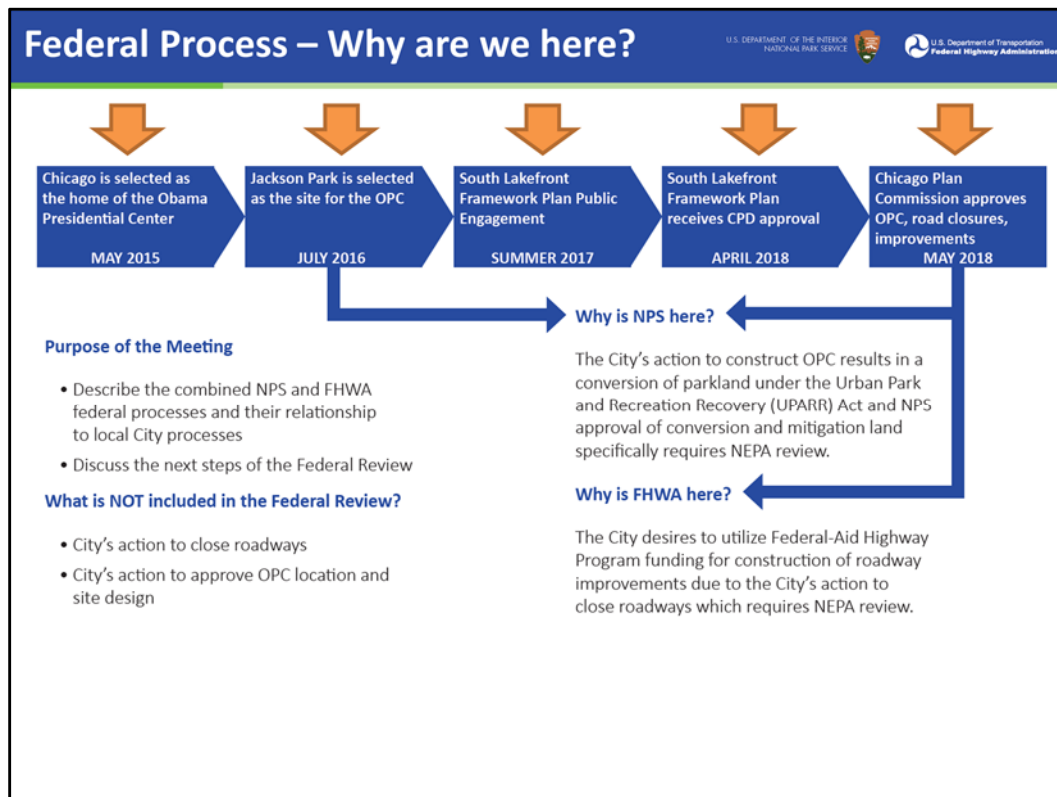 Federal Process – Why are we here?
U.S. DEPARTMENT OF THE INTERIOR
NATIONAL PARK SERVICE
U.S. Department of Transportation
Federal Highway Administration
Chicago is selected as
the home of the Obama
Presidential Center
MAY 2015
Jackson Park is selected
as the site for the OPC
JULY 2016
South Lakefront
Framework Plan Public
Engagement
SUMMER 2017
South Lakefront
Framework Plan
receives CPD approval
APRIL 2018
Chicago Plan
Commission approves
OPC, road closures,
improvements
MAY 2018
Purpose of the Meeting
• Describe the combined NPS and FHWA
federal processes and their relationship
to local City processes
• Discuss the next steps of the Federal Review
What is NOT included in the Federal Review?
• City's action to close roadways
• City's action to approve OPC location and
site design
Why is NPS here?
The City's action to construct OPC results in a
conversion of parkland under the Urban Park
and Recreation Recovery (UPARR) Act and NPS
approval of conversion and mitigation land
specifically requires NEPA review.
Why is FHWA here?
The City desires to utilize Federal-Aid Highway
Program funding for construction of roadway
improvements due to the City's action to
close roadways which requires NEPA review.